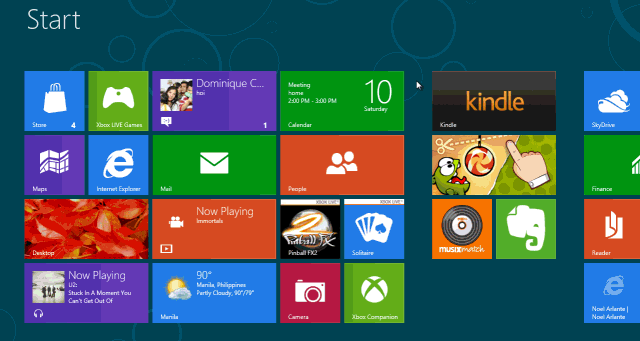 Start
Store
4
Xbox LIVE Games
Dominique C...
hoi
1
Meeting
home
2:00 PM - 3:00 PM
10
Saturday
Calendar
Maps
Internet Explorer
Mail
People
Desktop
Now Playing
Immortals
XBOX LIVE
Pinball FX2
XBOX LIVE
Solitaire
Now Playing
U2:
Stuck In A Moment You
Can't Get Out Of
90°
Manila, Philippines
Partly Cloudy, 90°/79°
Manila
Camera
Xbox Companion
kindle
Kindle
musiXmatch
SkyDrive
Finance
Reader
Noel Arlante |
Noel Arlante